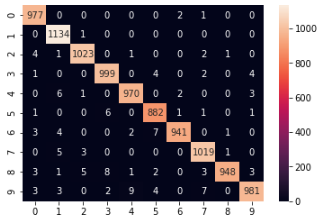 0 977 0 0 0 0 0 2 1 0 0
1 0 1134 1 0 0 0 0 0 0 0
2 4 1 1023 0 1 0 0 2 1 0
3 1 0 0 999 0 4 0 2 0 4
4 0 6 1 0 970 0 2 0 0 3
5 1 0 0 6 0 882 1 1 1 0
6 3 4 0 0 2 7 941 0 1 0
7 0 5 3 0 0 0 0 1019 1 0
8 3 1 5 8 1 2 0 3 948 3
9 3 3 0 2 9 4 0 7 0 981
0 1 2 3 4 5 6 7 8 9
1000
800
600
400
200
0